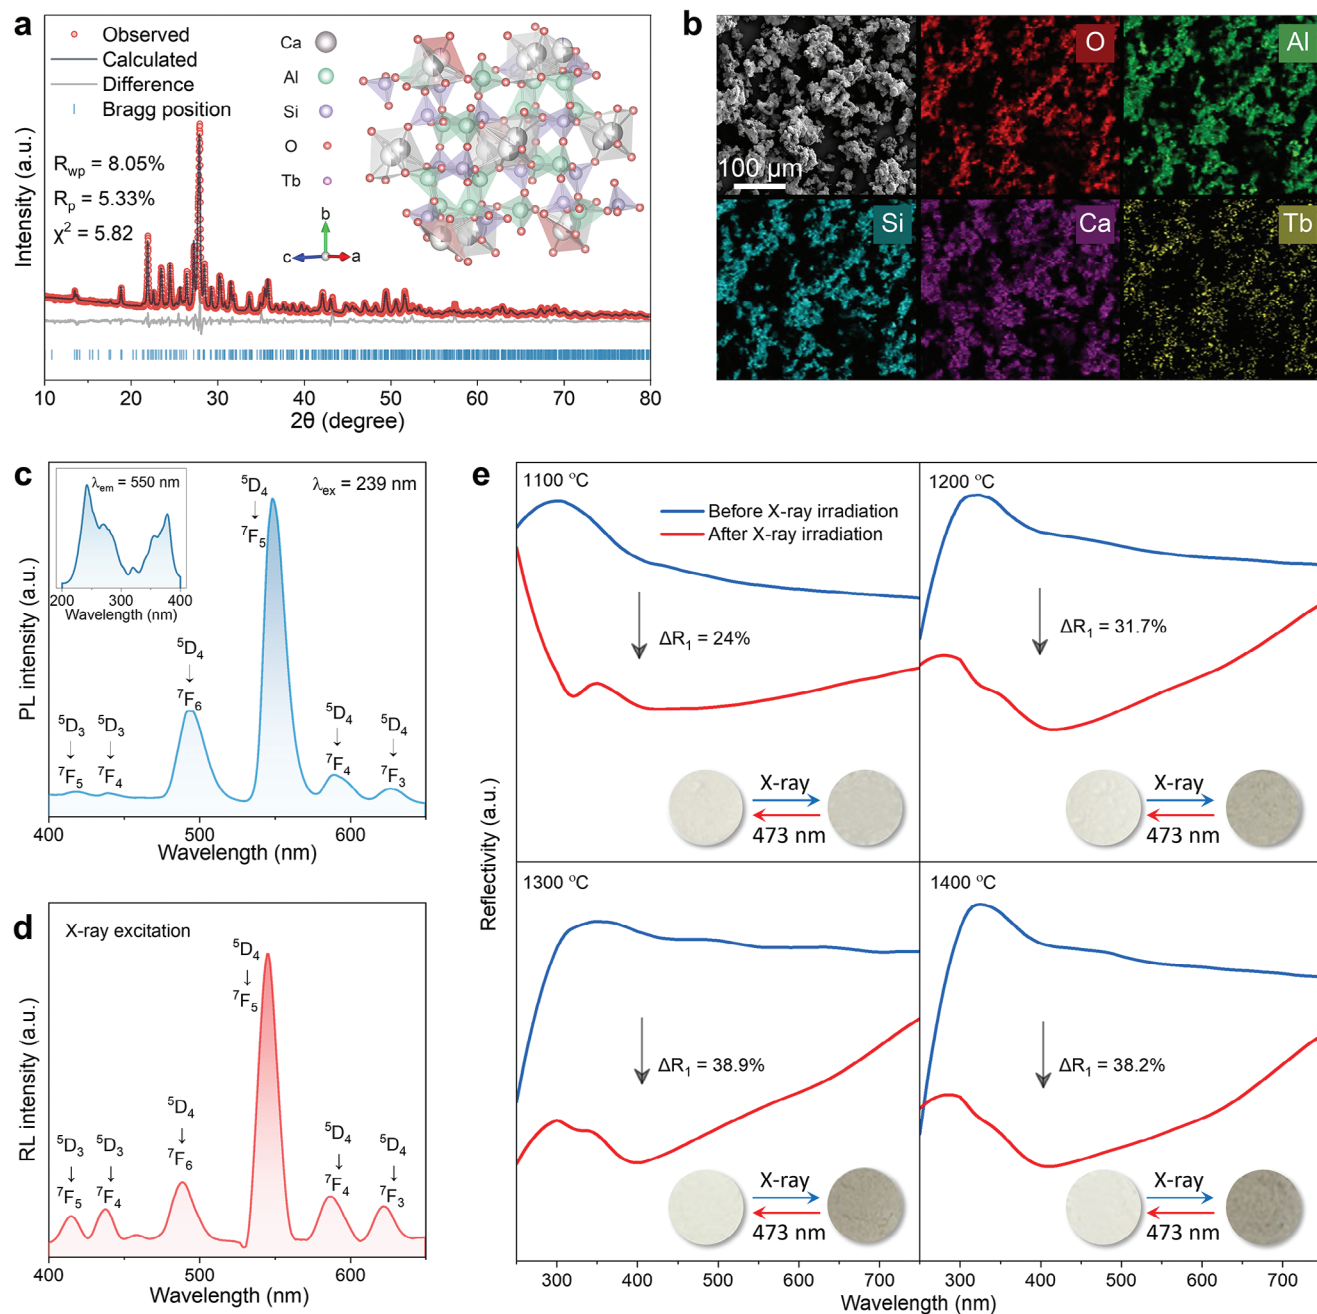 a
Observed
Calculated
Difference
Bragg position
Rwp = 8.05%
Rp = 5.33%
χ2 = 5.82
Ca
Al
Si
O
Tb
b
c
a
Intensity (a.u.)
10 20 30 40 50 60 70 80
2θ (degree)
b
100 μm
O
Al
Si
Ca
Tb
c
λem = 550 nm
200 300 400
Wavelength (nm)
λex = 239 nm
5D3 ↓ 7F5
5D3 ↓ 7F4
5D4 ↓ 7F6
5D4 ↓ 7F5
5D4 ↓ 7F4
5D4 ↓ 7F3
PL intensity (a.u.)
400 500 600
Wavelength (nm)
d
X-ray excitation
5D3 ↓ 7F5
5D3 ↓ 7F4
5D4 ↓ 7F6
5D4 ↓ 7F5
5D4 ↓ 7F4
5D4 ↓ 7F3
RL intensity (a.u.)
400 500 600
Wavelength (nm)
e
1100 ºC
Before X-ray irradiation
After X-ray irradiation
ΔR1 = 24%
X-ray
473 nm
1200 ºC
ΔR1 = 31.7%
X-ray
473 nm
1300 ºC
ΔR1 = 38.9%
X-ray
473 nm
1400 ºC
ΔR1 = 38.2%
X-ray
473 nm
Reflectivity (a.u.)
300 400 500 600 700 300 400 500 600 700
Wavelength (nm)